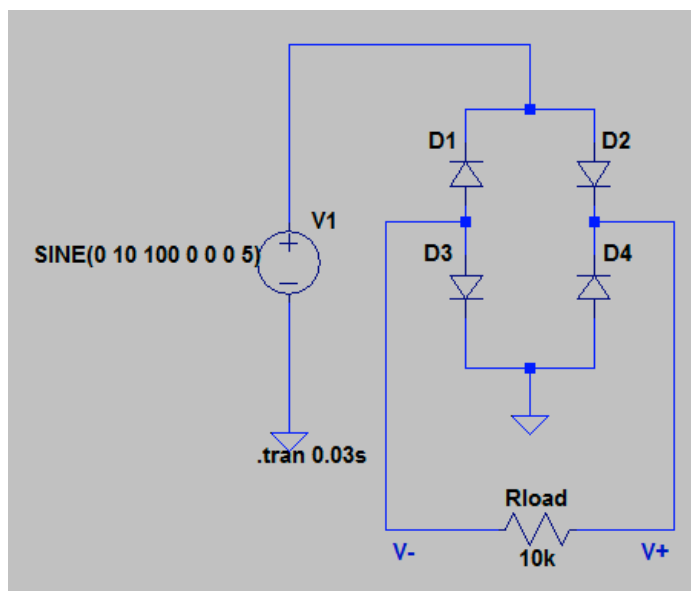 D1
D2
V1
SINE(0 10 100 0 0 0 5)
D3
D4
.tran 0.03s
Rload
V-
10k
V+